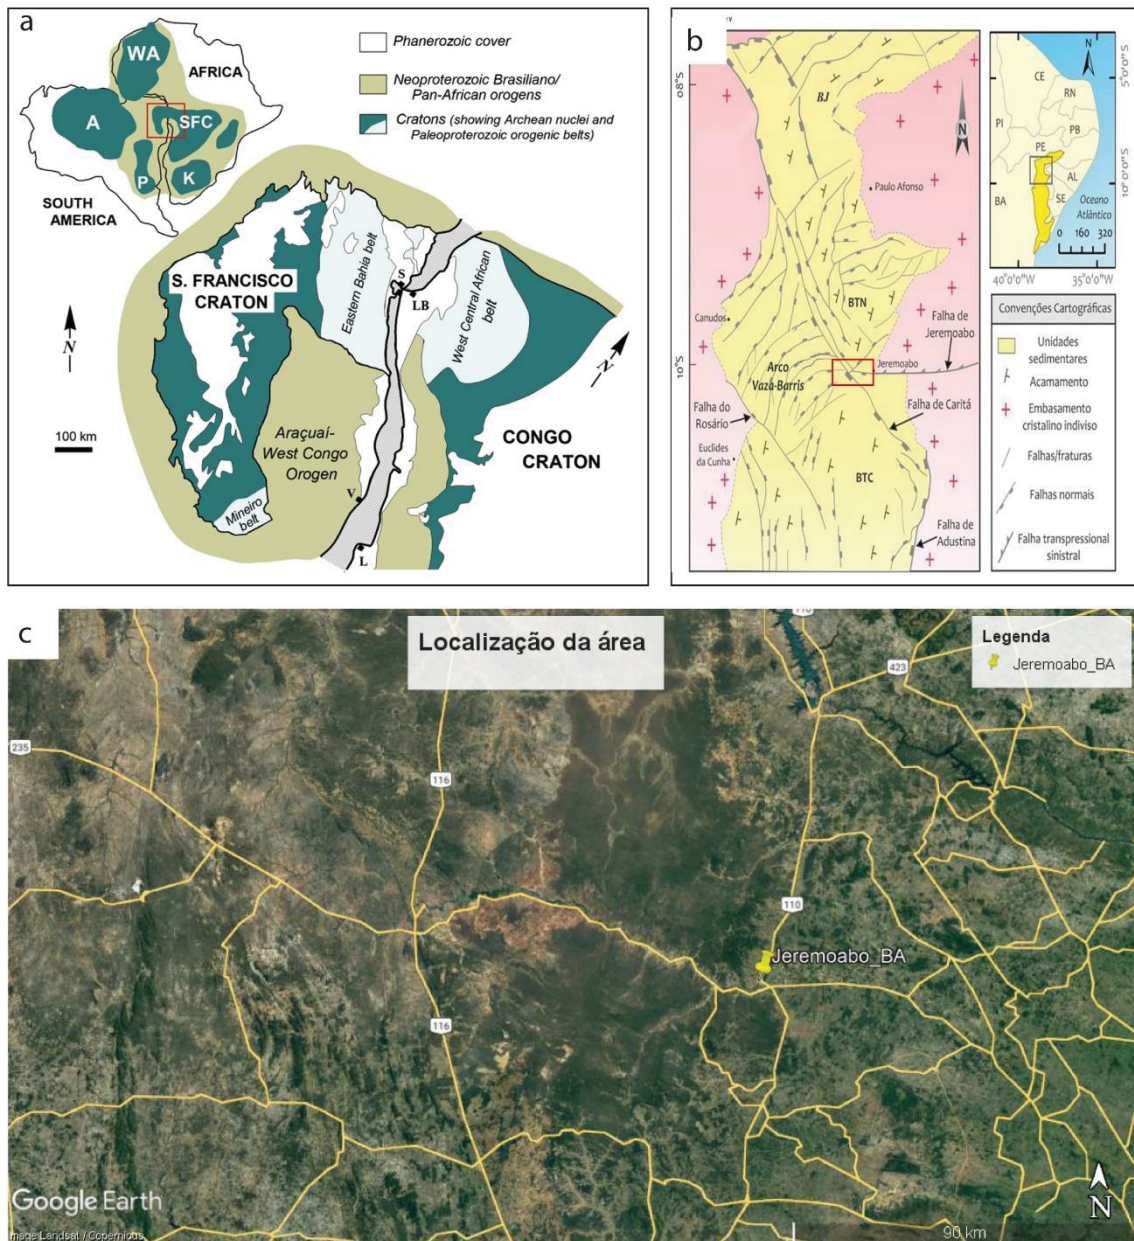 a
WA
AFRICA
A
SFC
P
K
SOUTH
AMERICA
Phanerozoic cover
Neoproterozoic Brasiliano/
Pan-African orogens
Cratons (showing Archean nuclei and
Paleoproterozoic orogenic belts)
S. FRANCISCO
CRATON
Eastern Bahia belt
S
LB
West Central African
belt
N
N
100 km
Araçuaí-
West Congo
Orogen
CONGO
CRATON
Mineiro
belt
V
L
b
08°S
BJ
N
Paulo Afonso
BTN
Canudos
Falha de
Jeremoabo
10°S
Arco
Vaza-Barris
Jeremoabo
Falha do
Rosário
Falha de Caritá
Euclides
da Cunha
BTC
Falha de
Adustina
N
CE
RN
PI
PB
PE
AL
BA
SE
Oceano
Atlântico
0 160 320
5°0'0"S
10°0'0"S
40°0'0"W
35°0'0"W
Convenções Cartográficas
Unidades
sedimentares
Acamamento
Embasamento
cristalino indiviso
Falhas/fraturas
Falhas normais
Falha transpressional
sinistral
c
Localização da área
Legenda
Jeremoabo_BA
110
423
235
116
110
Jeremoabo_BA
116
Google Earth
Image Landsat / Copernicus
N
90 km